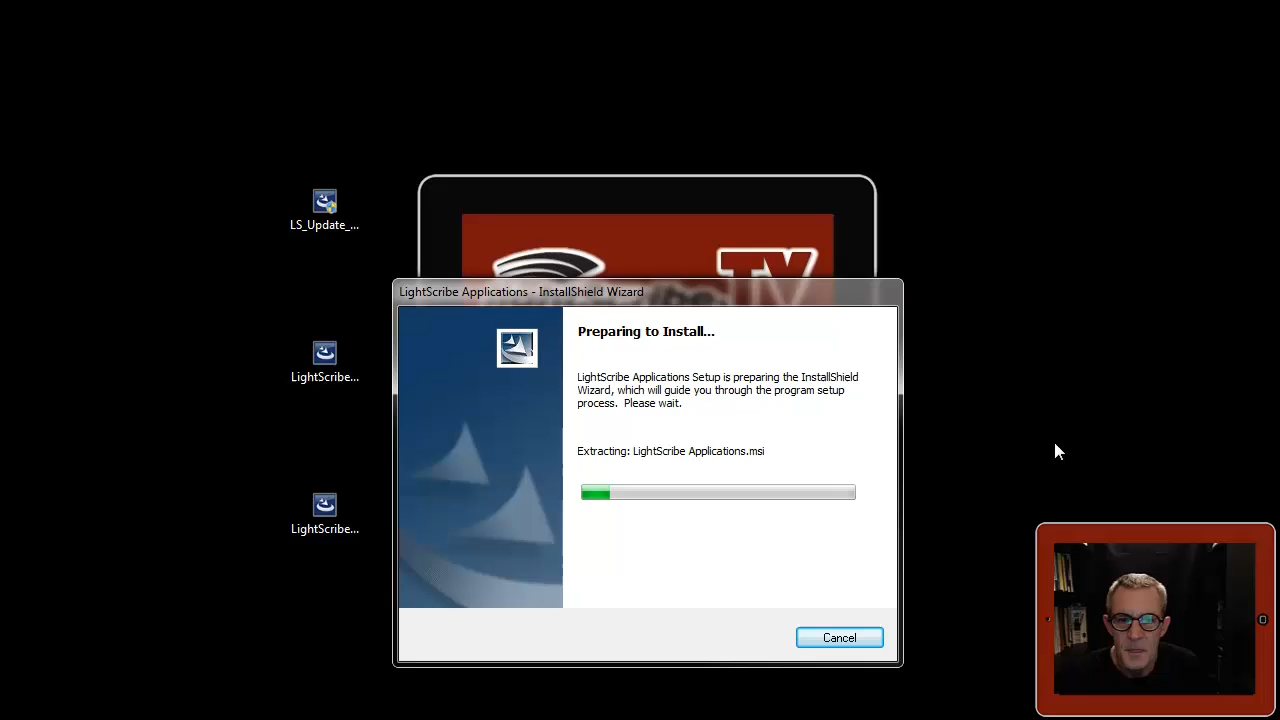 LS_Update_...
TV
LightScribe Applications - InstallShield Wizard
Preparing to Install...
LightScribe Applications Setup is preparing the InstallShield
Wizard, which will guide you through the program setup
process. Please wait.
LightScribe...
Extracting: LightScribe Applications.msi
LightScribe...
Cancel